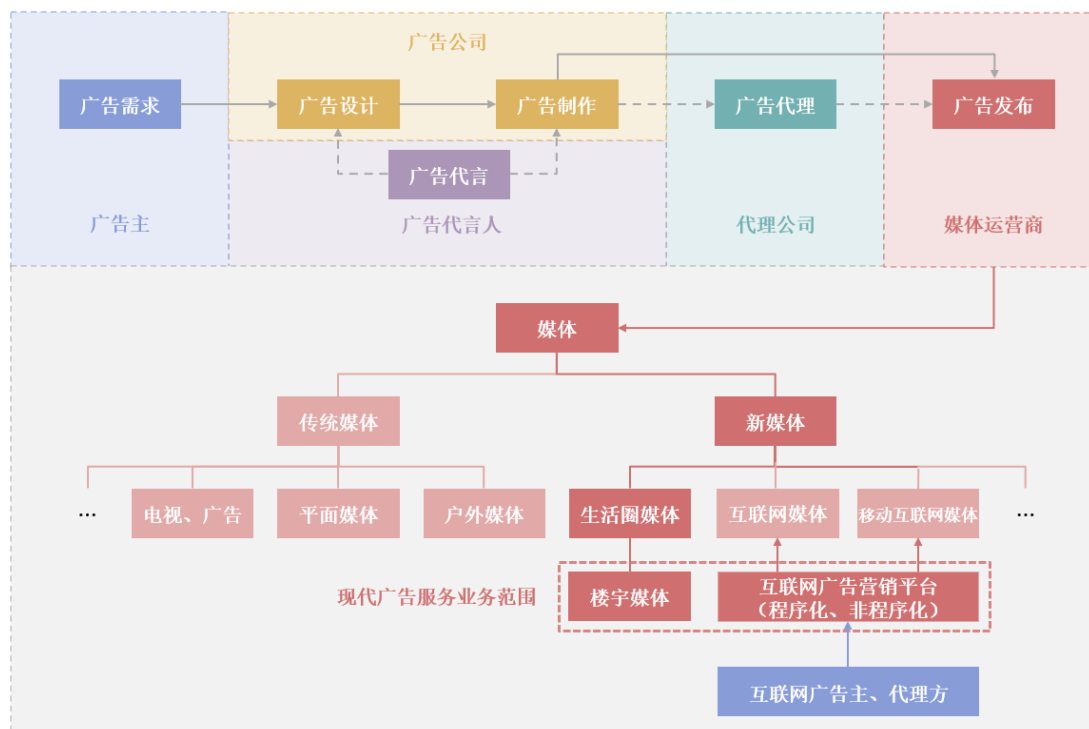 广告公司
广告需求
广告设计
广告制作
广告代理
广告发布
广告代言
广告主
广告代言人
代理公司
媒体运营商
媒体
传统媒体
新媒体
...
电视、广告
平面媒体
户外媒体
生活圈媒体
互联网媒体
移动互联网媒体
...
现代广告服务业务范围
楼宇媒体
互联网广告营销平台
（程序化、非程序化）
互联网广告主、代理方